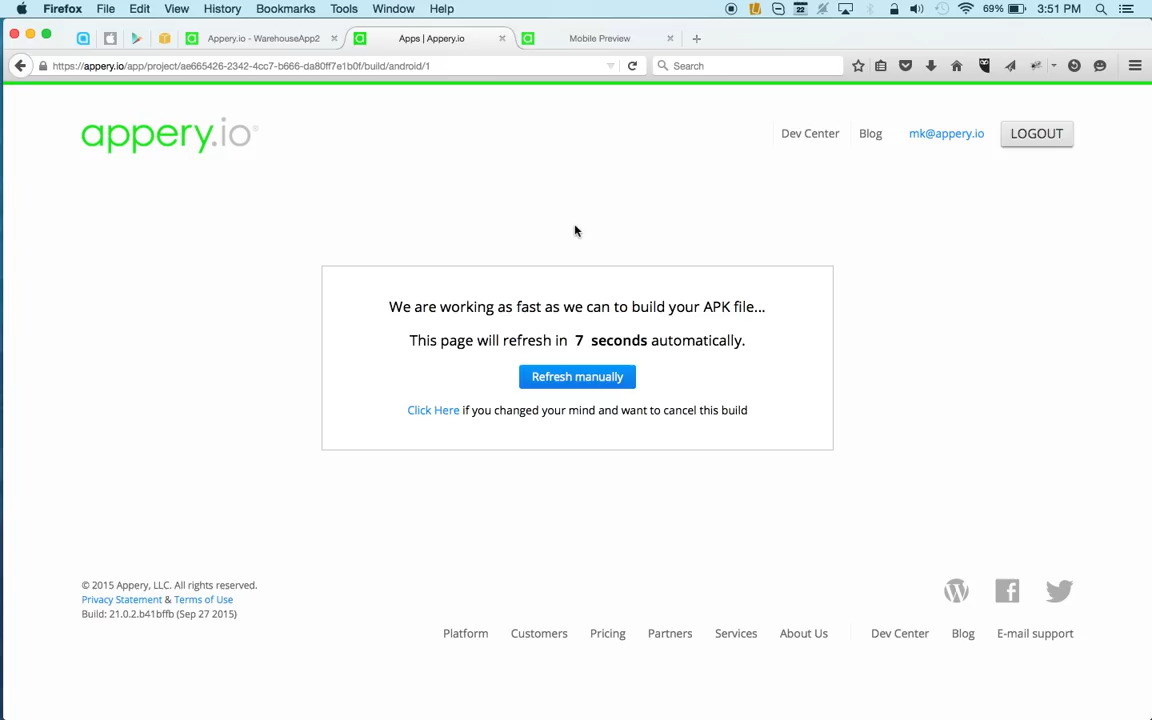 Firefox File Edit View History Bookmarks Tools Window Help 22 69% 3:51 PM
Appery.io - WarehouseApp2 Apps | Appery.io Mobile Preview
https://appery.io/app/project/ae665426-2342-4cc7-b666-da80ff7e1b0f/build/android/1 Search
appery.io Dev Center Blog mk@appery.io LOGOUT
We are working as fast as we can to build your APK file...
This page will refresh in 7 seconds automatically.
Refresh manually
Click Here if you changed your mind and want to cancel this build
© 2015 Appery, LLC. All rights reserved.
Privacy Statement & Terms of Use
Build: 21.0.2.b41bffb (Sep 27 2015)
Platform Customers Pricing Partners Services About Us Dev Center Blog E-mail support